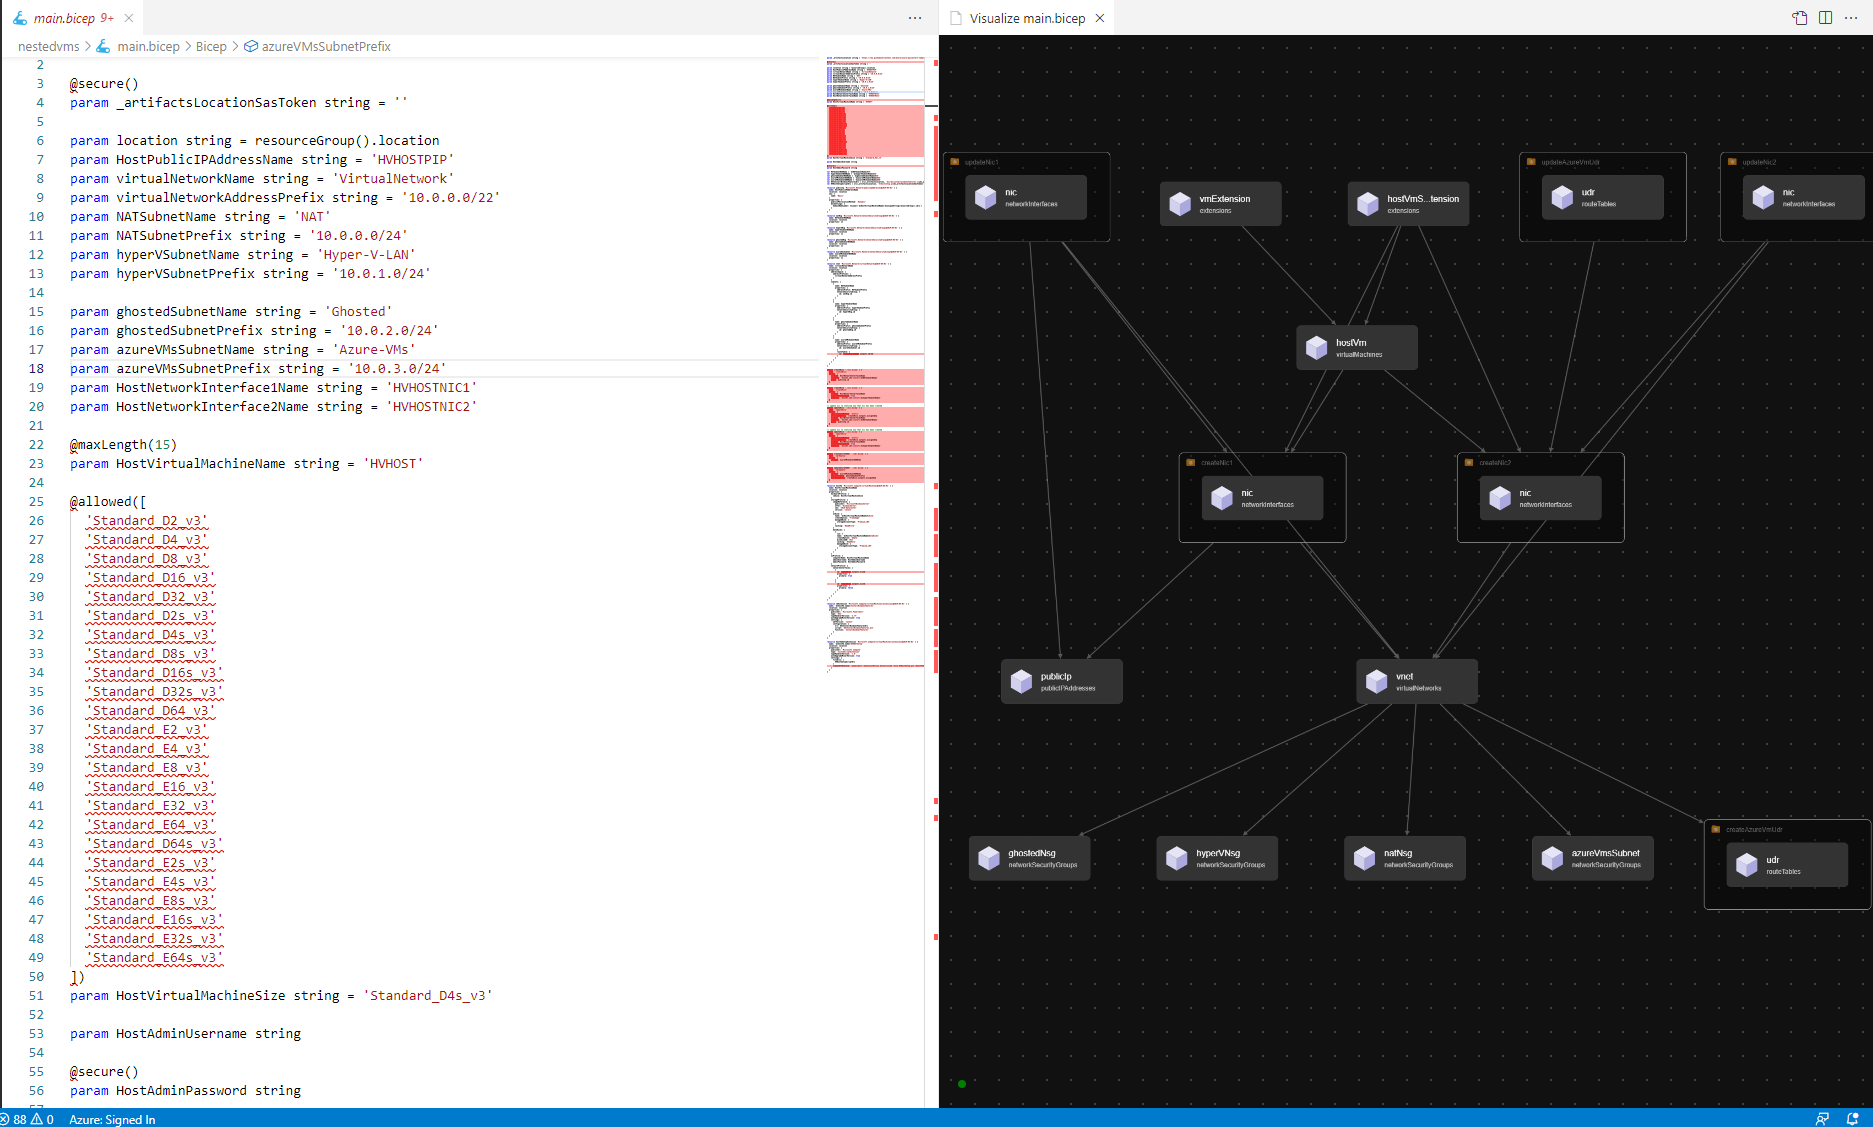 main.bicep 9+
nestedvms > main.bicep > Bicep > azureVMsSubnetPrefix
2
3 @secure()
4 param _artifactsLocationSasToken string = ''
5
6 param location string = resourceGroup().location
7 param HostPublicIPAddressName string = 'HVHOSTPIP'
8 param virtualNetworkName string = 'VirtualNetwork'
9 param virtualNetworkAddressPrefix string = '10.0.0.0/22'
10 param NATSubnetName string = 'NAT'
11 param NATSubnetPrefix string = '10.0.0.0/24'
12 param hyperVSubnetName string = 'Hyper-V-LAN'
13 param hyperVSubnetPrefix string = '10.0.1.0/24'
14
15 param ghostedSubnetName string = 'Ghosted'
16 param ghostedSubnetPrefix string = '10.0.2.0/24'
17 param azureVMsSubnetName string = 'Azure-VMs'
18 param azureVMsSubnetPrefix string = '10.0.3.0/24'
19 param HostNetworkInterface1Name string = 'HVHOSTNIC1'
20 param HostNetworkInterface2Name string = 'HVHOSTNIC2'
21
22 @maxLength(15)
23 param HostVirtualMachineName string = 'HVHOST'
24
25 @allowed([
26 'Standard_D2_v3'
27 'Standard_D4_v3'
28 'Standard_D8_v3'
29 'Standard_D16_v3'
30 'Standard_D32_v3'
31 'Standard_D2s_v3'
32 'Standard_D4s_v3'
33 'Standard_D8s_v3'
34 'Standard_D16s_v3'
35 'Standard_D32s_v3'
36 'Standard_D64_v3'
37 'Standard_E2_v3'
38 'Standard_E4_v3'
39 'Standard_E8_v3'
40 'Standard_E16_v3'
41 'Standard_E32_v3'
42 'Standard_E64_v3'
43 'Standard_D64s_v3'
44 'Standard_E2s_v3'
45 'Standard_E4s_v3'
46 'Standard_E8s_v3'
47 'Standard_E16s_v3'
48 'Standard_E32s_v3'
49 'Standard_E64s_v3'
50 ])
51 param HostVirtualMachineSize string = 'Standard_D4s_v3'
52
53 param HostAdminUsername string
54
55 @secure()
56 param HostAdminPassword string
88 0 Azure: Signed In
Visualize main.bicep
updateNic1
nic
networkInterfaces
vmExtension
extensions
hostVmS...tension
extensions
updateAzureVmUdr
udr
routeTables
updateNic2
nic
networkInterfaces
hostVm
virtualMachines
createNic1
nic
networkInterfaces
createNic2
nic
networkInterfaces
publicIp
publicIPAddresses
vnet
virtualNetworks
ghostedNsg
networkSecurityGroups
hyperVNsg
networkSecurityGroups
natNsg
networkSecurityGroups
azureVmsSubnet
networkSecurityGroups
createAzureVmUdr
udr
routeTables